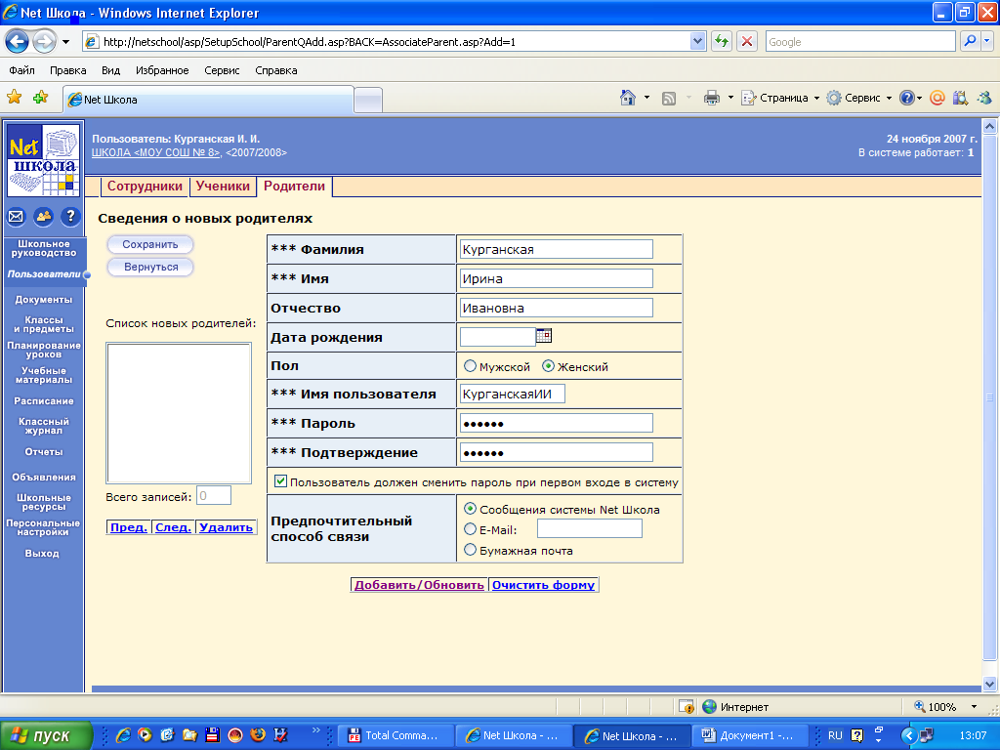 Net Школа - Windows Internet Explorer
http://netschool/asp/SetupSchool/ParentQAdd.asp?BACK=AssociateParent.asp?Add=1
Google
Файл Правка Вид Избранное Сервис Справка
Net Школа
Страница Сервис
Net школа
Пользователь: Курганская И. И.
ШКОЛА <МОУ СОШ № 8>, <2007/2008>
24 ноября 2007 г.
В системе работает: 1
Сотрудники Ученики Родители
Школьное
руководство
Пользователи
Документы
Классы
и предметы
Планирование
уроков
Учебные
материалы
Расписание
Классный
журнал
Отчеты
Объявления
Школьные
ресурсы
Персональные
настройки
Выход
Сведения о новых родителях
Сохранить
Вернуться
Список новых родителей:
Всего записей: 0
Пред. След. Удалить
*** Фамилия Курганская
*** Имя Ирина
Отчество Ивановна
Дата рождения
Пол Мужской Женский
*** Имя пользователя КурганскаяИИ
*** Пароль ••••••
*** Подтверждение ••••••
Пользователь должен сменить пароль при первом входе в систему
Предпочтительный
способ связи
Сообщения системы Net Школа
E-Mail:
Бумажная почта
Добавить/Обновить Очистить форму
Интернет 100%
пуск Total Comma... Net Школа - ... Net Школа - ... Документ1 -... RU 13:07